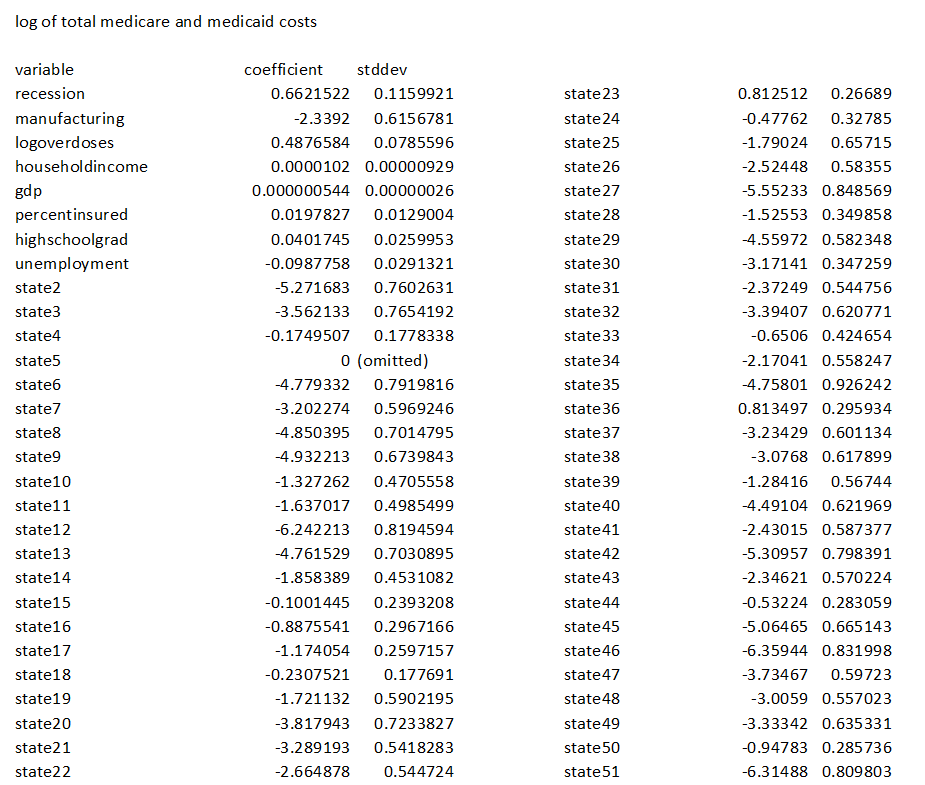 log of total medicare and medicaid costs
variable coefficient stddev
recession 0.6621522 0.1159921 state23 0.812512 0.26689
manufacturing -2.3392 0.6156781 state24 -0.47762 0.32785
logoverdoses 0.4876584 0.0785596 state25 -1.79024 0.65715
householdincome 0.0000102 0.00000929 state26 -2.52448 0.58355
gdp 0.000000544 0.00000026 state27 -5.55233 0.848569
percentinsured 0.0197827 0.0129004 state28 -1.52553 0.349858
highschoolgrad 0.0401745 0.0259953 state29 -4.55972 0.582348
unemployment -0.0987758 0.0291321 state30 -3.17141 0.347259
state2 -5.271683 0.7602631 state31 -2.37249 0.544756
state3 -3.562133 0.7654192 state32 -3.39407 0.620771
state4 -0.1749507 0.1778338 state33 -0.6506 0.424654
state5 0 (omitted) state34 -2.17041 0.558247
state6 -4.779332 0.7919816 state35 -4.75801 0.926242
state7 -3.202274 0.5969246 state36 0.813497 0.295934
state8 -4.850395 0.7014795 state37 -3.23429 0.601134
state9 -4.932213 0.6739843 state38 -3.0768 0.617899
state10 -1.327262 0.4705558 state39 -1.28416 0.56744
state11 -1.637017 0.4985499 state40 -4.49104 0.621969
state12 -6.242213 0.8194594 state41 -2.43015 0.587377
state13 -4.761529 0.7030895 state42 -5.30957 0.798391
state14 -1.858389 0.4531082 state43 -2.34621 0.570224
state15 -0.1001445 0.2393208 state44 -0.53224 0.283059
state16 -0.8875541 0.2967166 state45 -5.06465 0.665143
state17 -1.174054 0.2597157 state46 -6.35944 0.831998
state18 -0.2307521 0.177691 state47 -3.73467 0.59723
state19 -1.721132 0.5902195 state48 -3.0059 0.557023
state20 -3.817943 0.7233827 state49 -3.33342 0.635331
state21 -3.289193 0.5418283 state50 -0.94783 0.285736
state22 -2.664878 0.544724 state51 -6.31488 0.809803